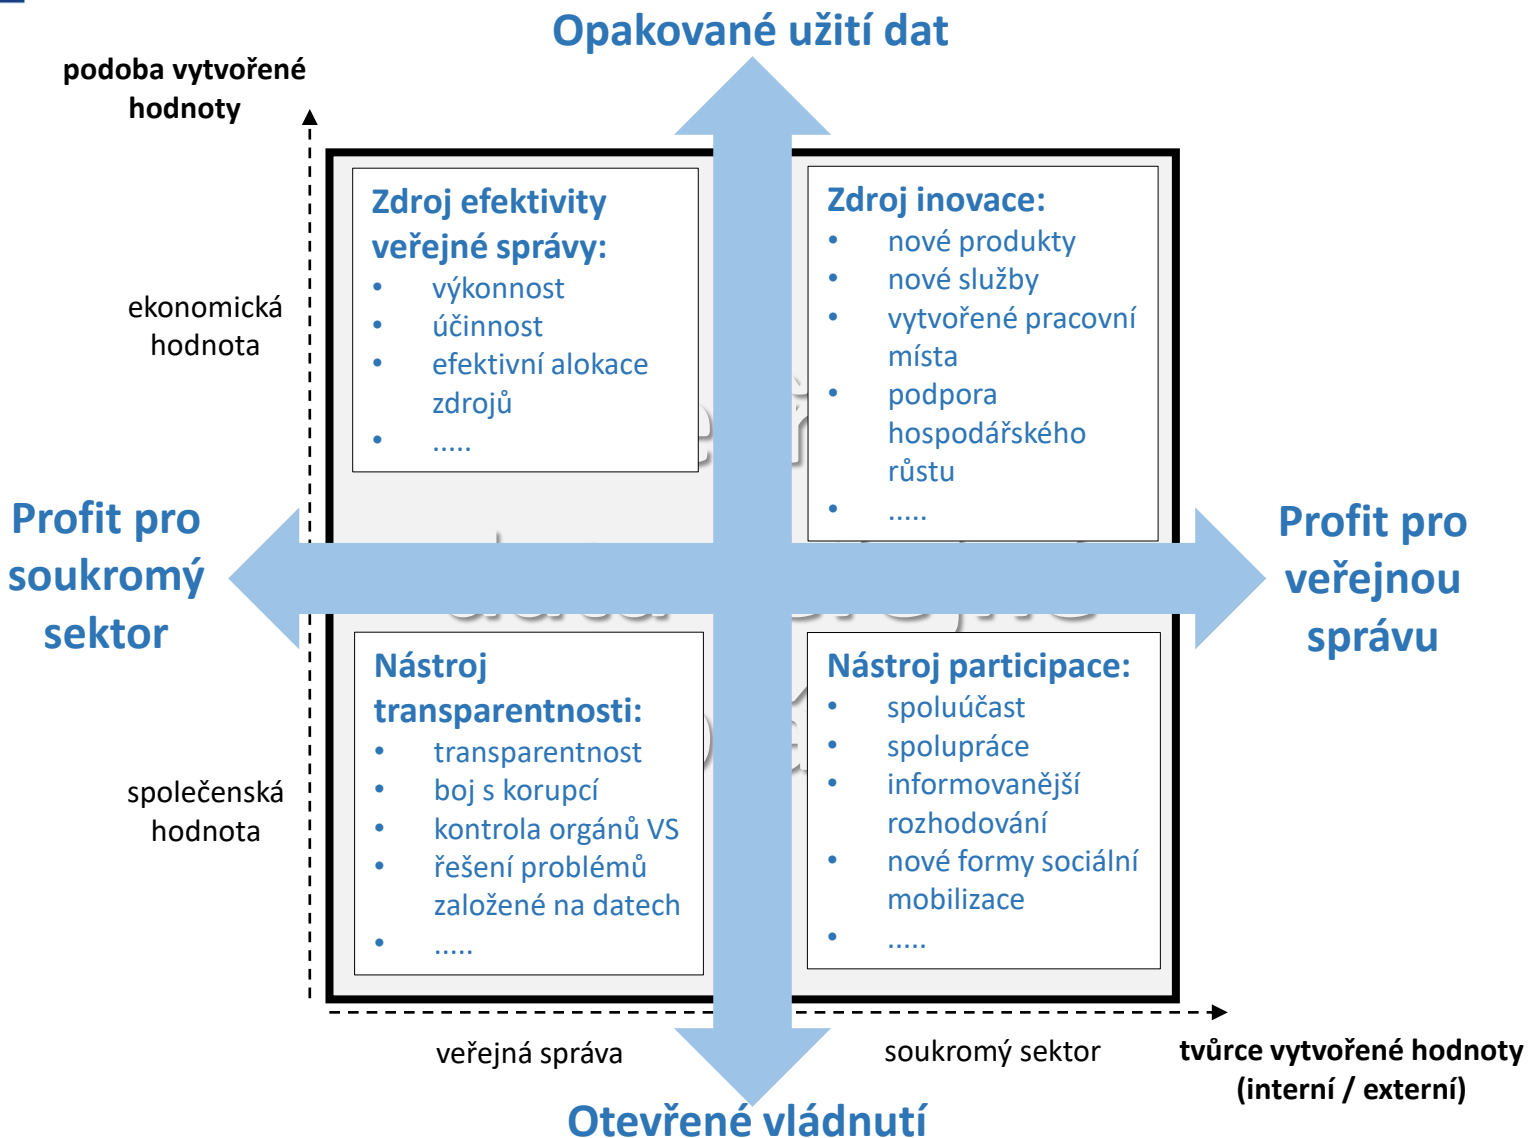 Opakované užití dat
podoba vytvořené
hodnoty
Zdroj efektivity
veřejné správy:
• výkonnost
• účinnost
• efektivní alokace
zdrojů
• .....
Zdroj inovace:
• nové produkty
• nové služby
• vytvořené pracovní
místa
• podpora
hospodářského
růstu
• .....
ekonomická
hodnota
Profit pro
soukromý
sektor
Profit pro
veřejnou
správu
Nástroj
transparentnosti:
• transparentnost
• boj s korupcí
• kontrola orgánů VS
• řešení problémů
založené na datech
• .....
Nástroj participace:
• spoluúčast
• spolupráce
• informovanější
rozhodování
• nové formy sociální
mobilizace
• .....
společenská
hodnota
veřejná správa
soukromý sektor
tvůrce vytvořené hodnoty
(interní / externí)
Otevřené vládnutí